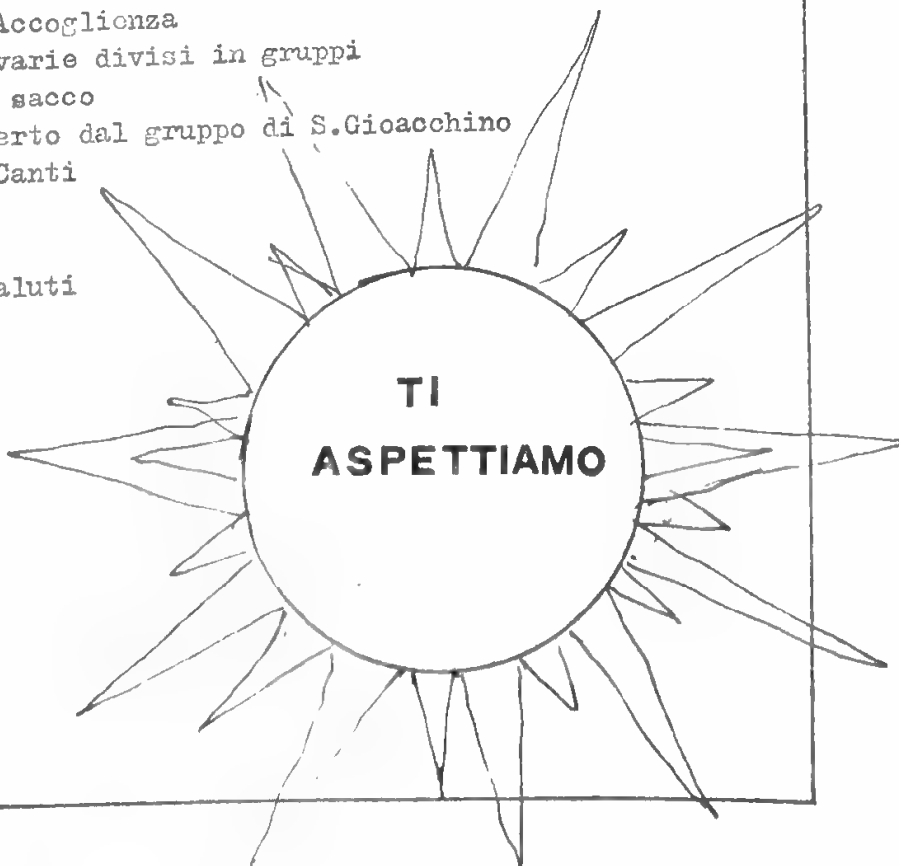 Accoglienza
varie divisi in gruppi
sacco
erto dal gruppo di S.Gioacchino
Canti
aluti
TI
ASPETTIAMO